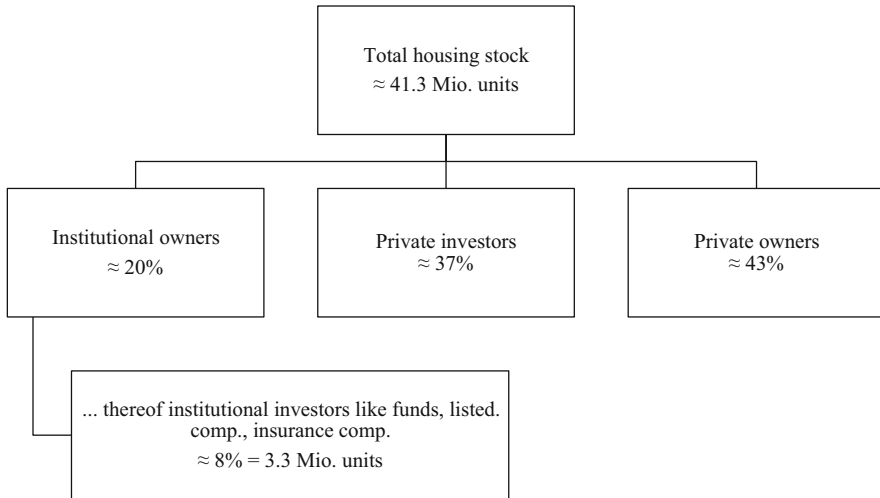 Total housing stock
≈ 41.3 Mio. units
Institutional owners
≈ 20%
Private investors
≈ 37%
Private owners
≈ 43%
... thereof institutional investors like funds, listed.
comp., insurance comp.
≈ 8% = 3.3 Mio. units